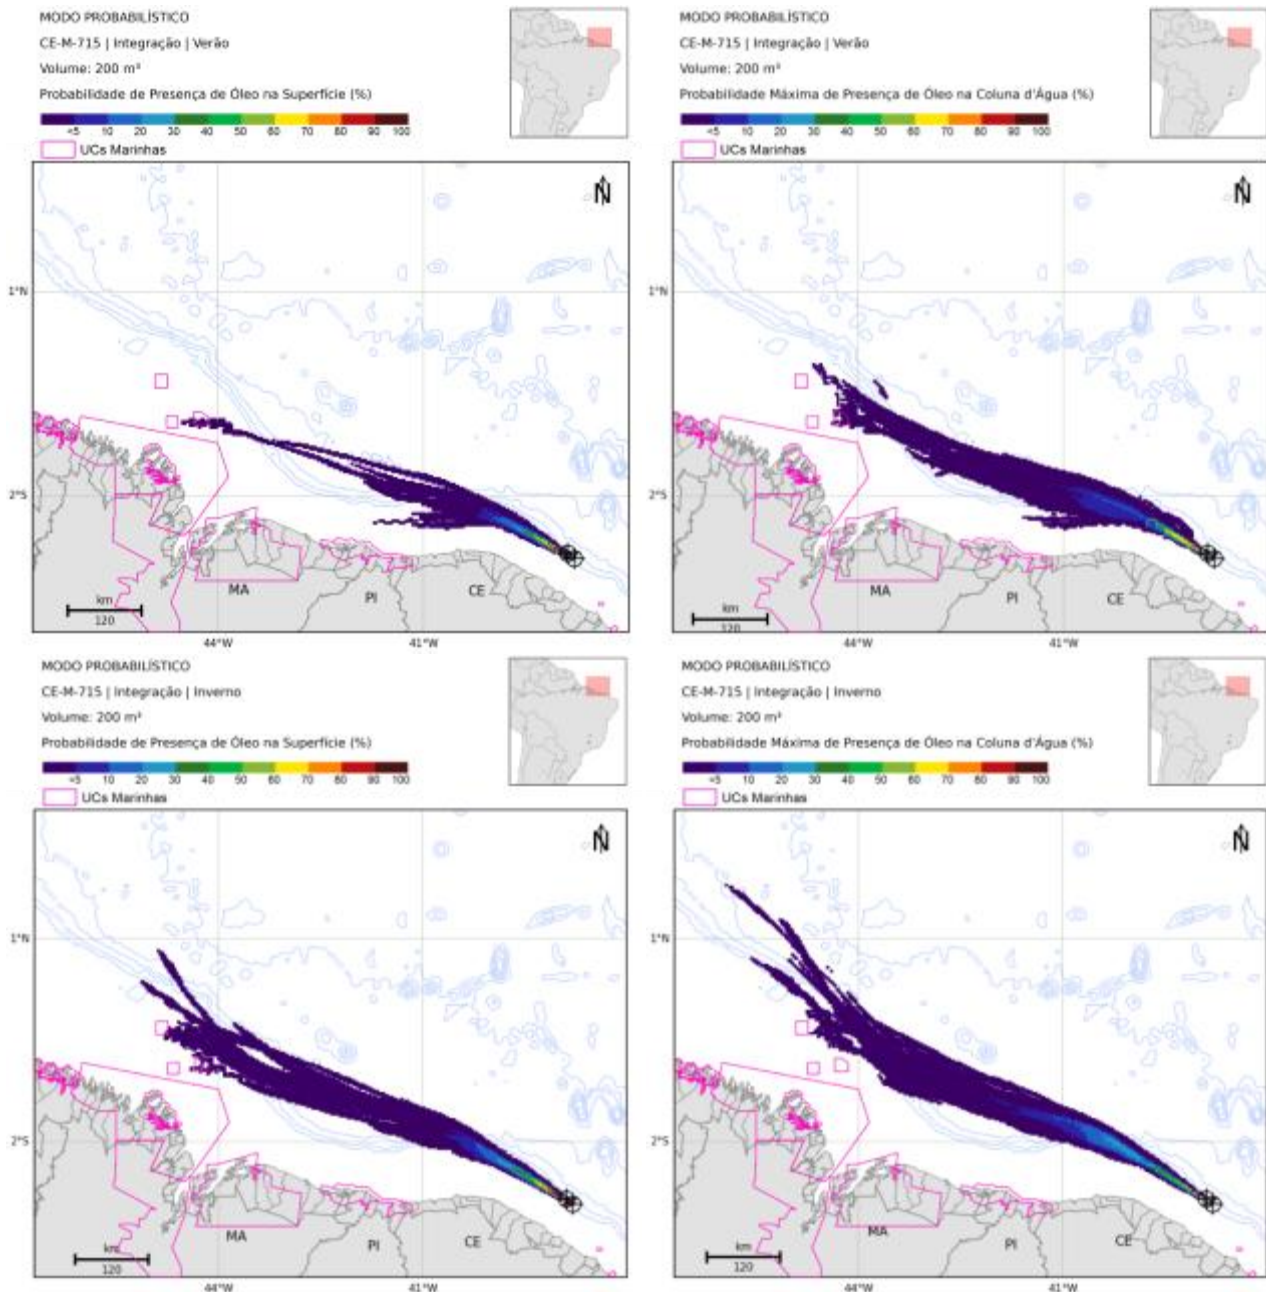 MODO PROBABILÍSTICO
CE-M-715 | Integração | Verão
Volume: 200 m³
Probabilidade de Presença de Óleo na Superfície (%)
<5 10 20 30 40 50 60 70 80 90 100
UCs Marinhas
N
1°N
2°S
MA
PI
CE
km
120
44°W 41°W
MODO PROBABILÍSTICO
CE-M-715 | Integração | Verão
Volume: 200 m³
Probabilidade Máxima de Presença de Óleo na Coluna d'Água (%)
<5 10 20 30 40 50 60 70 80 90 100
UCs Marinhas
N
1°N
2°S
MA
PI
CE
km
120
44°W 41°W
MODO PROBABILÍSTICO
CE-M-715 | Integração | Inverno
Volume: 200 m³
Probabilidade de Presença de Óleo na Superfície (%)
<5 10 20 30 40 50 60 70 80 90 100
UCs Marinhas
N
1°N
2°S
MA
PI
CE
km
120
44°W 41°W
MODO PROBABILÍSTICO
CE-M-715 | Integração | Inverno
Volume: 200 m³
Probabilidade Máxima de Presença de Óleo na Coluna d'Água (%)
<5 10 20 30 40 50 60 70 80 90 100
UCs Marinhas
N
1°N
2°S
MA
PI
CE
km
120
44°W 41°W